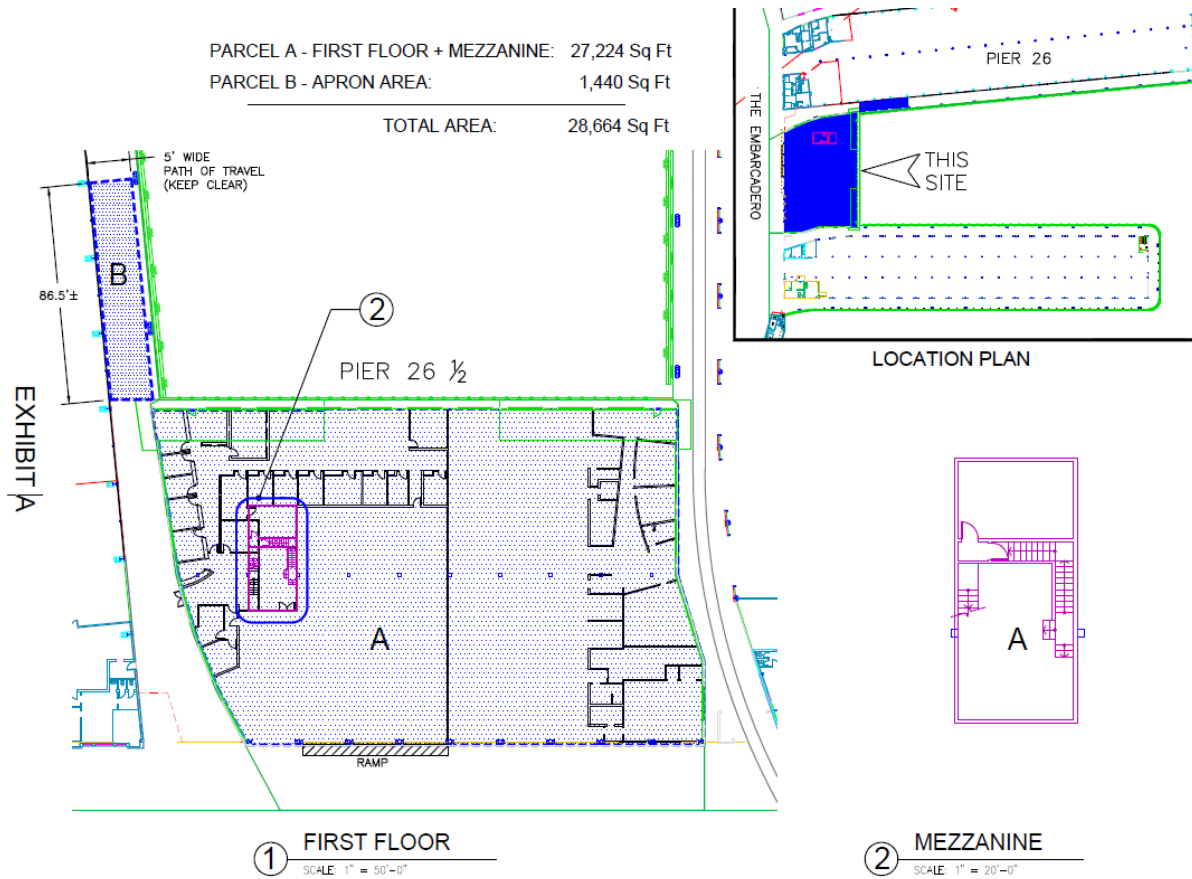 PARCEL A - FIRST FLOOR + MEZZANINE: 27,224 Sq Ft
PARCEL B - APRON AREA: 1,440 Sq Ft
TOTAL AREA: 28,664 Sq Ft
PIER 26
THE EMBARCADERO
THIS
SITE
LOCATION PLAN
5' WIDE
PATH OF TRAVEL
(KEEP CLEAR)
B
86.5'±
2
PIER 26 ½
EXHIBIT A
A
RAMP
A
1 FIRST FLOOR
SCALE: 1" = 50'-0"
2 MEZZANINE
SCALE: 1" = 20'-0"